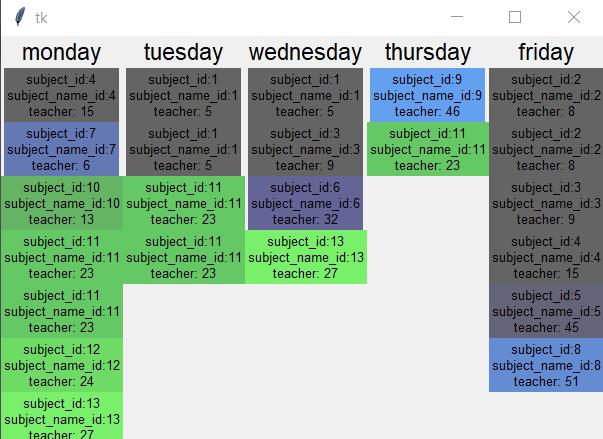 tk
monday
subject_id:4
subject_name_id:4
teacher: 15
subject_id:7
subject_name_id:7
teacher: 6
subject_id:10
subject_name_id:10
teacher: 13
subject_id:11
subject_name_id:11
teacher: 23
subject_id:11
subject_name_id:11
teacher: 23
subject_id:12
subject_name_id:12
teacher: 24
subject_id:13
subject_name_id:13
teacher: 27
tuesday
subject_id:1
subject_name_id:1
teacher: 5
subject_id:1
subject_name_id:1
teacher: 5
subject_id:11
subject_name_id:11
teacher: 23
subject_id:11
subject_name_id:11
teacher: 23
wednesday
subject_id:1
subject_name_id:1
teacher: 5
subject_id:3
subject_name_id:3
teacher: 9
subject_id:6
subject_name_id:6
teacher: 32
subject_id:13
subject_name_id:13
teacher: 27
thursday
subject_id:9
subject_name_id:9
teacher: 46
subject_id:11
subject_name_id:11
teacher: 23
friday
subject_id:2
subject_name_id:2
teacher: 8
subject_id:2
subject_name_id:2
teacher: 8
subject_id:3
subject_name_id:3
teacher: 9
subject_id:4
subject_name_id:4
teacher: 15
subject_id:5
subject_name_id:5
teacher: 45
subject_id:8
subject_name_id:8
teacher: 51